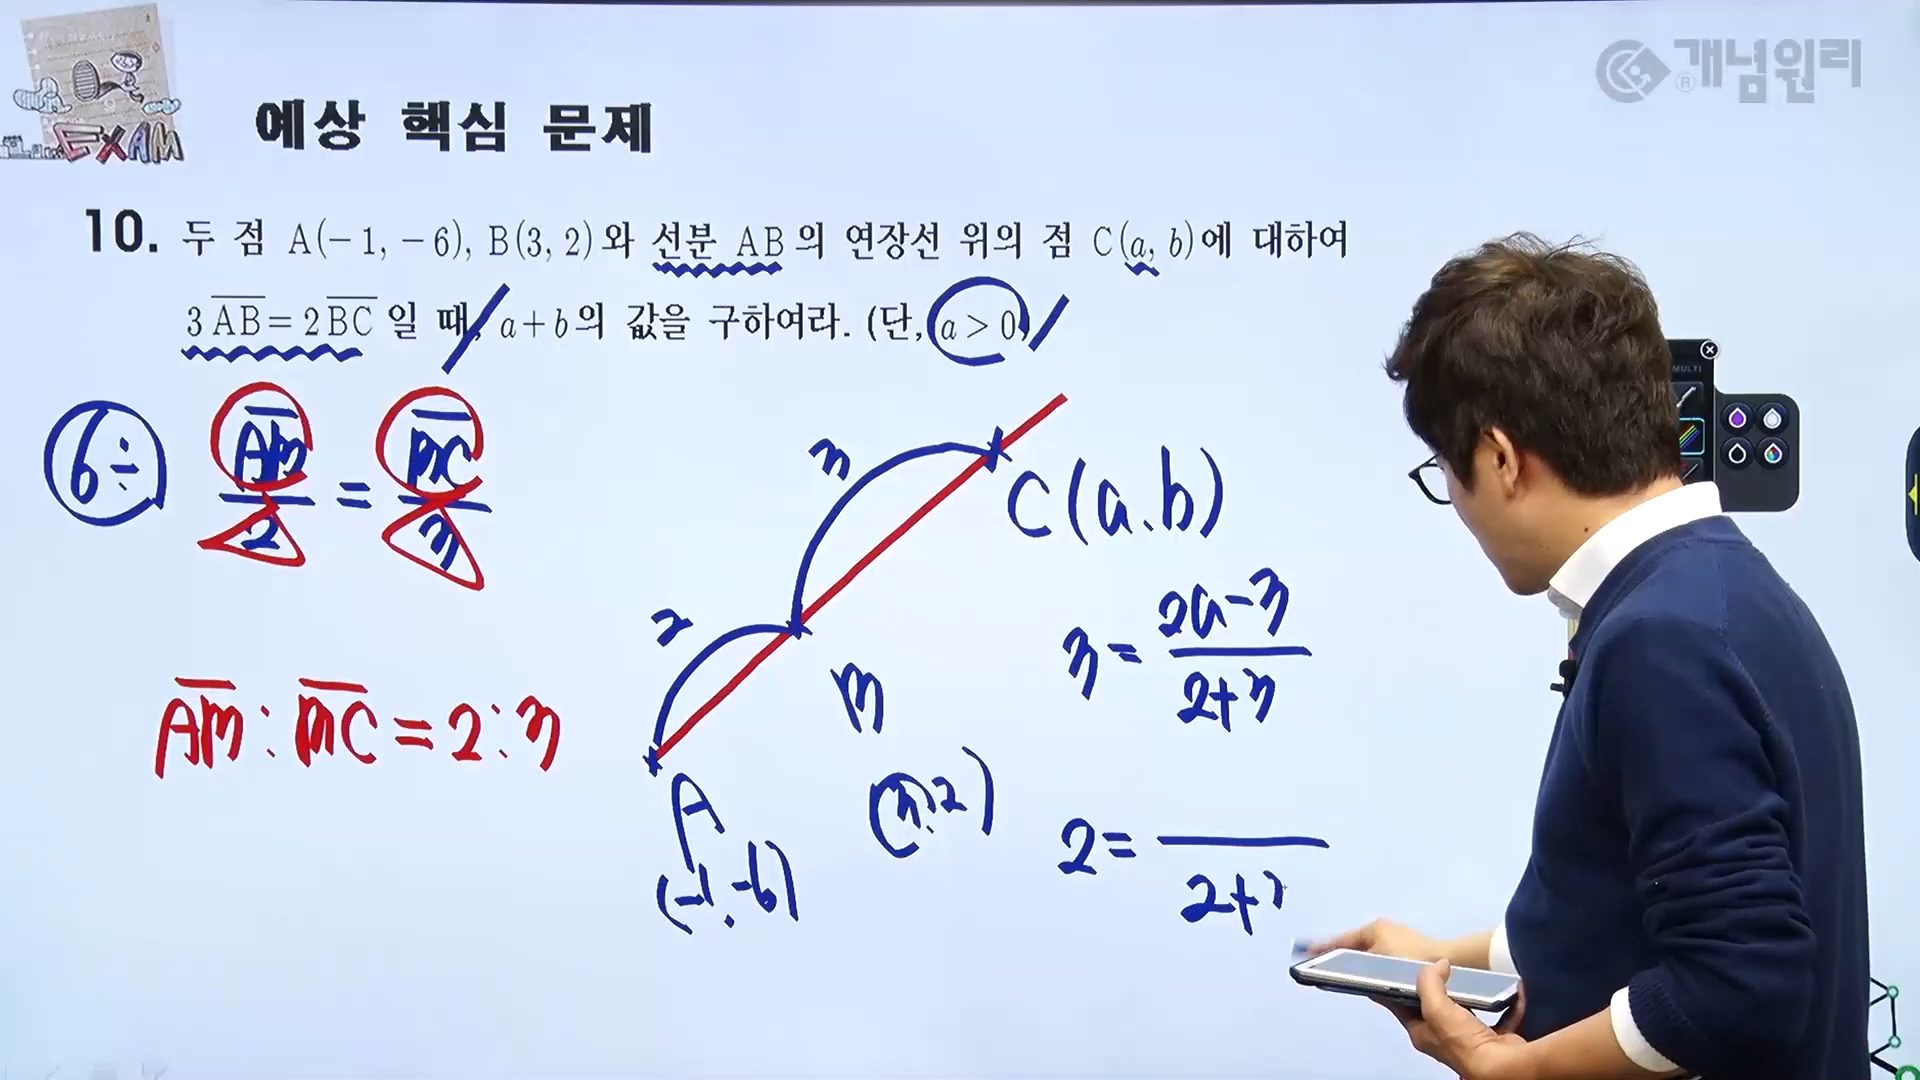 개념원리
EXAM
예상 핵심 문제
10. 두 점 A(−1, −6), B(3, 2)와 선분 AB의 연장선 위의 점 C(a, b)에 대하여
3AB=2BC 일 때, a+b의 값을 구하여라. (단, a>0)
MULTI
6÷ AB/2 = BC/3
AB : BC = 2 : 3
2
3
A
(-1, -6)
B
(3, 2)
C(a, b)
3 = 2a-3/2+3
2 = /2+